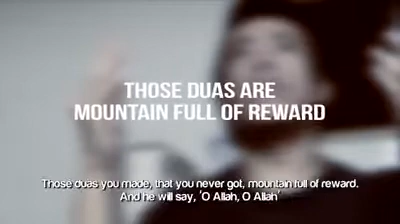 THOSE DUAS ARE
MOUNTAIN FULL OF REWARD
Those duas you made, that you never got, mountain full of reward.
And he will say, 'O Allah, O Allah'